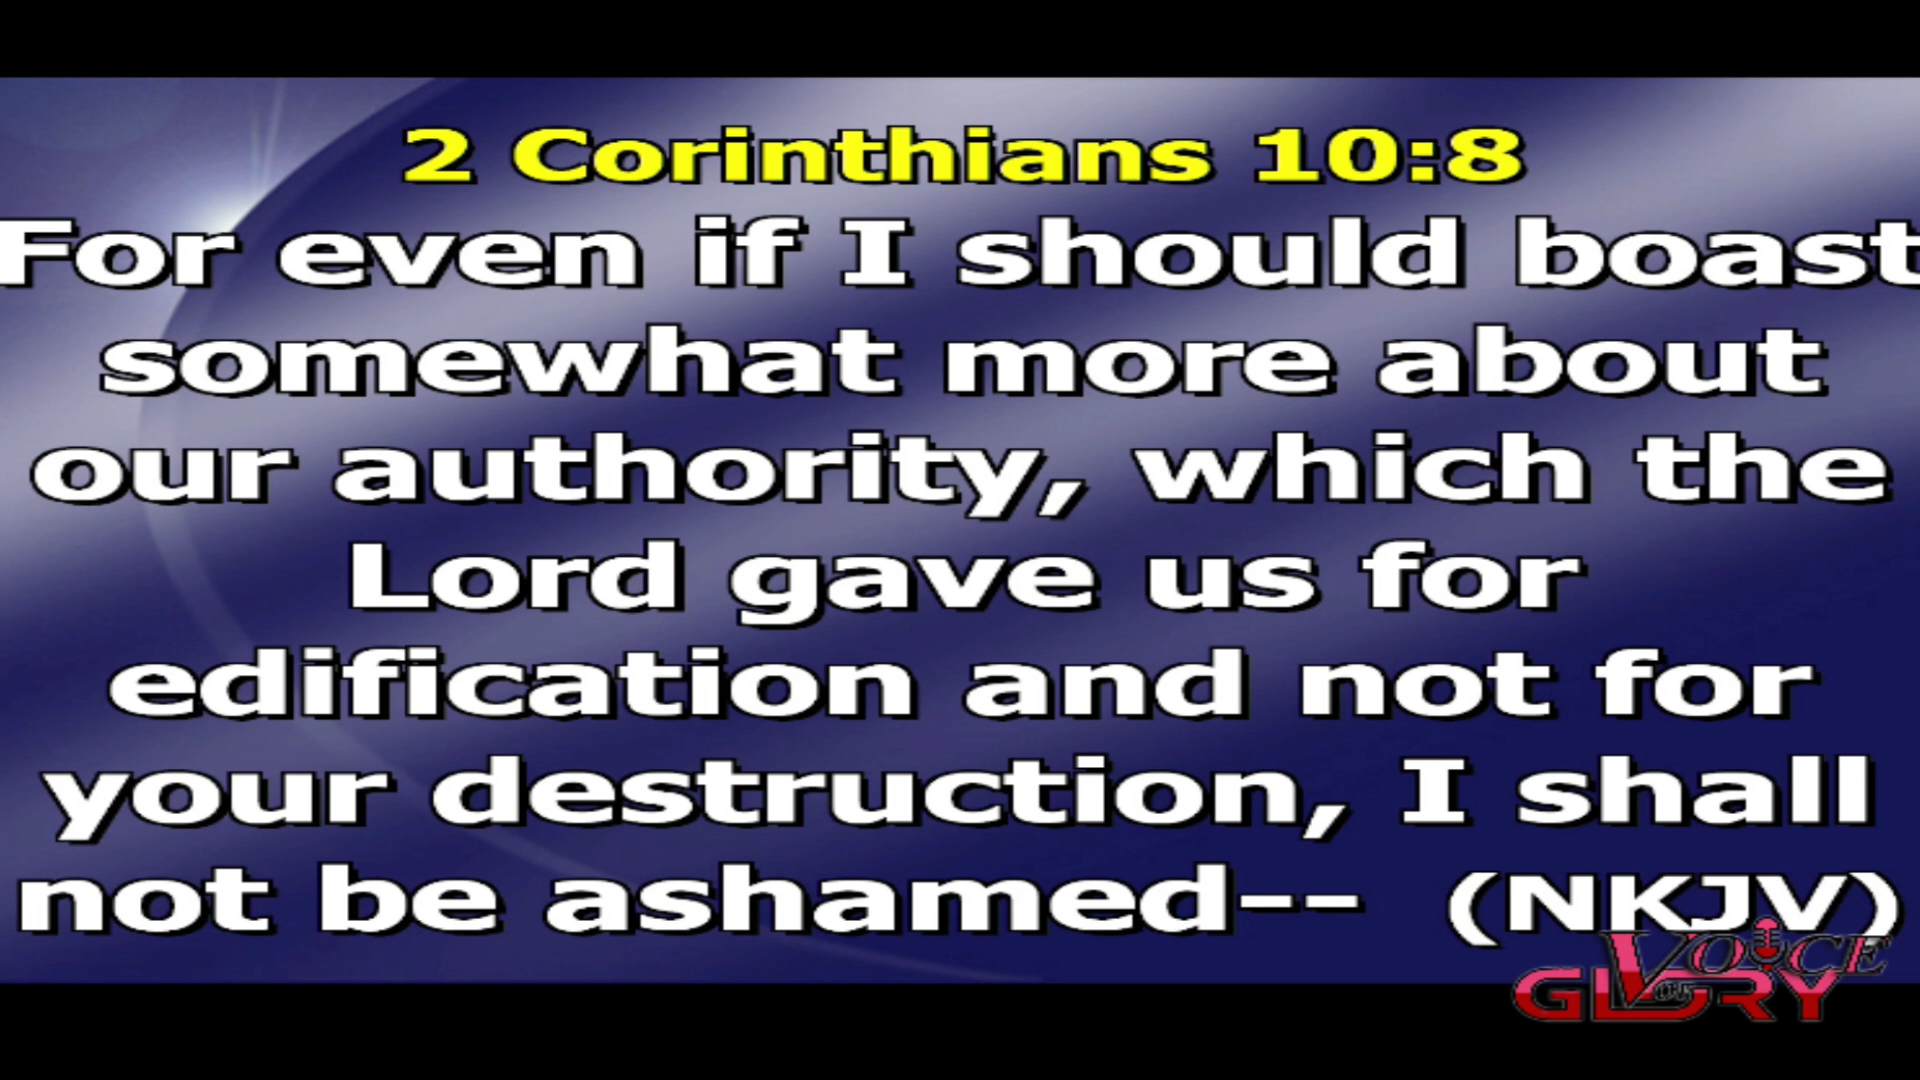 2 Corinthians 10:8
For even if I should boast
somewhat more about
our authority, which the
Lord gave us for
edification and not for
your destruction, I shall
not be ashamed-- (NKJV)
VOICE
OF
GLORY